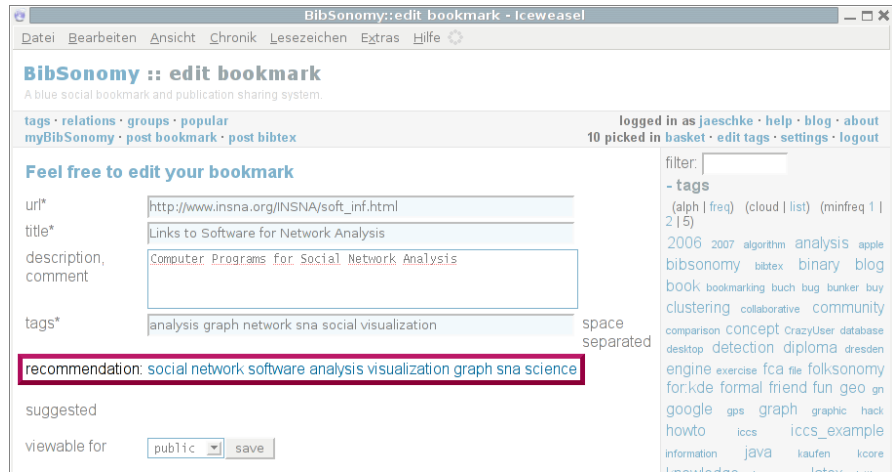 BibSonomy::edit bookmark - Iceweasel
Datei Bearbeiten Ansicht Chronik Lesezeichen Extras Hilfe
BibSonomy :: edit bookmark
A blue social bookmark and publication sharing system.
tags · relations · groups · popular
myBibSonomy · post bookmark · post bibtex
logged in as jaeschke · help · blog · about
10 picked in basket · edit tags · settings · logout
Feel free to edit your bookmark
url* http://www.insna.org/INSNA/soft_inf.html
title* Links to Software for Network Analysis
description, comment Computer Programs for Social Network Analysis
tags* analysis graph network sna social visualization space separated
recommendation: social network software analysis visualization graph sna science
suggested
viewable for public save
filter:
- tags
(alph | freq) (cloud | list) (minfreq 1 |
2 | 5)
2006 2007 algorithm analysis apple
bibsonomy bibtex binary blog
book bookmarking buch bug bunker buy
clustering collaborative community
comparison concept CrazyUser database
desktop detection diploma dresden
engine exercise fca file folksonomy
for:kde formal friend fun geo gn
google gps graph graphic hack
howto iccs iccs_example
information java kaufen kcore